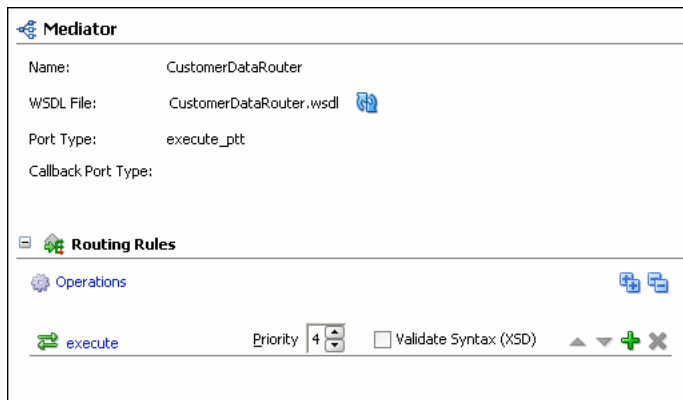 Mediator
Name: CustomerDataRouter
WSDL File: CustomerDataRouter.wsdl
Port Type: execute_ptt
Callback Port Type:
Routing Rules
Operations
execute Priority 4 Validate Syntax (XSD)